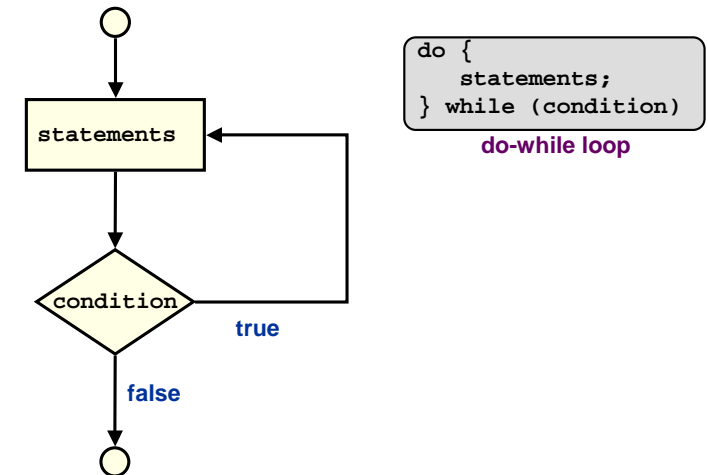 statements
condition
true
false
do {
   statements;
} while (condition)
do-while loop